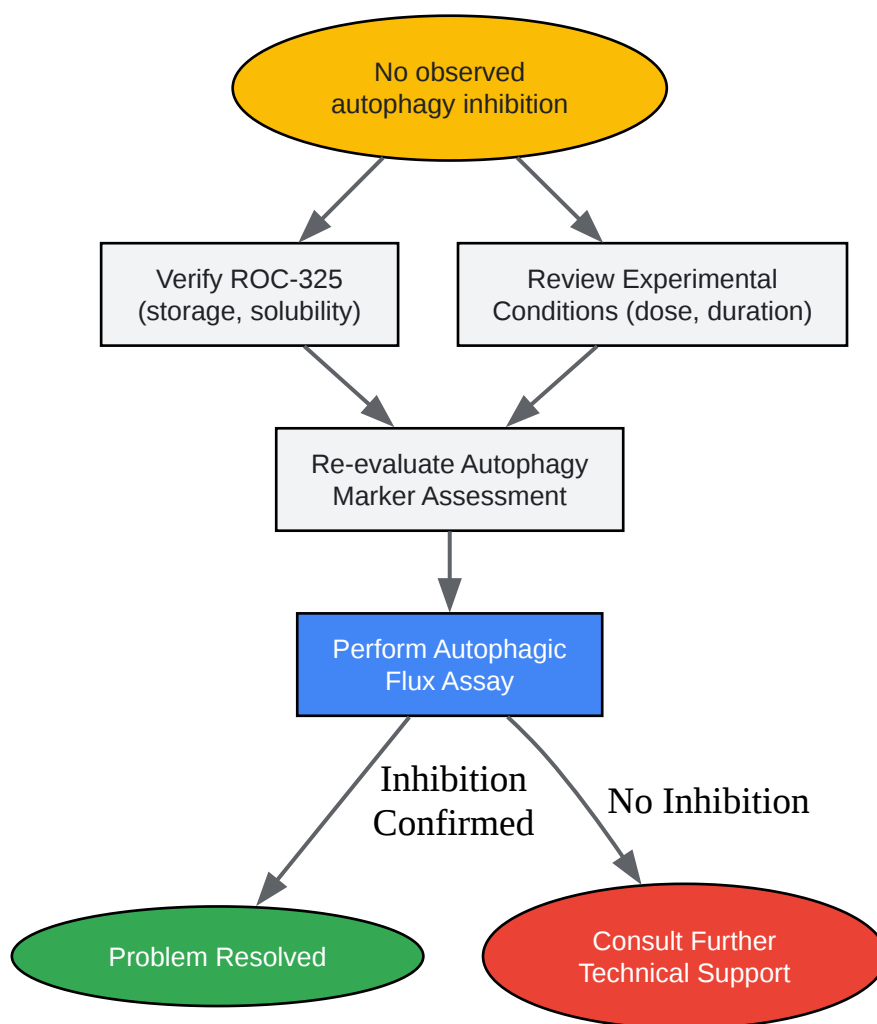 No observed
autophagy inhibition
Verify ROC-325
(storage, solubility)
Review Experimental
Conditions (dose, duration)
Re-evaluate Autophagy
Marker Assessment
Perform Autophagic
Flux Assay
Inhibition
Confirmed
No Inhibition
Problem Resolved
Consult Further
Technical Support